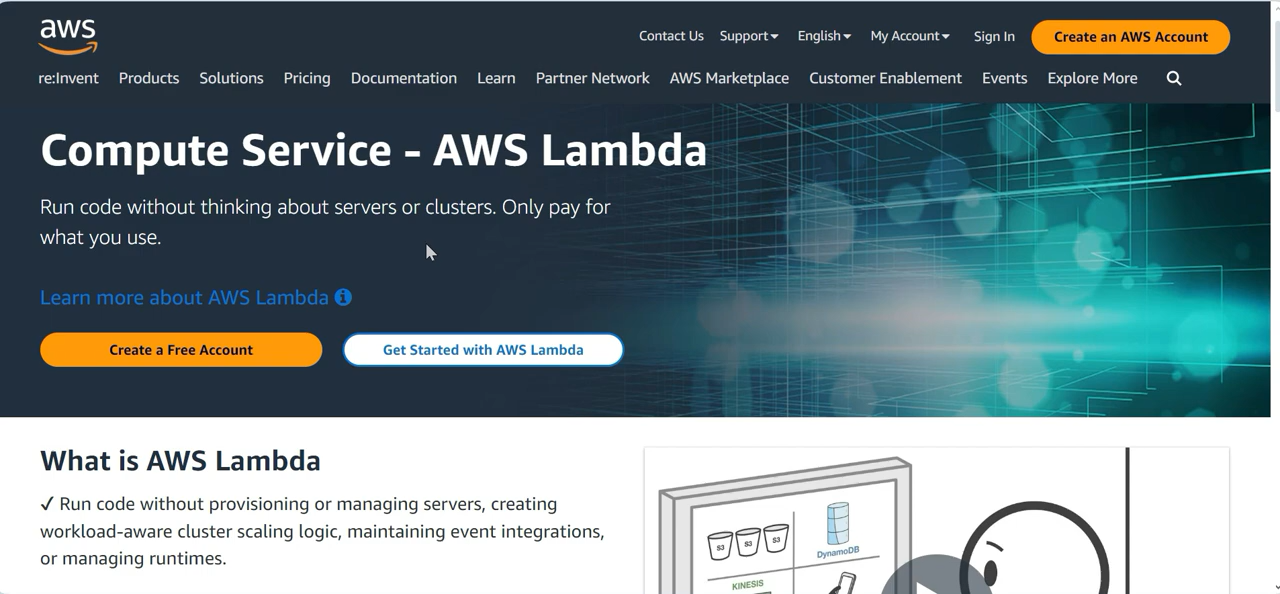 aws
Contact Us Support English My Account Sign In Create an AWS Account
re:Invent Products Solutions Pricing Documentation Learn Partner Network AWS Marketplace Customer Enablement Events Explore More
Compute Service - AWS Lambda
Run code without thinking about servers or clusters. Only pay for
what you use.
Learn more about AWS Lambda
Create a Free Account Get Started with AWS Lambda
What is AWS Lambda
✓ Run code without provisioning or managing servers, creating
workload-aware cluster scaling logic, maintaining event integrations,
or managing runtimes.
S3 S3 S3
DynamoDB
KINESIS